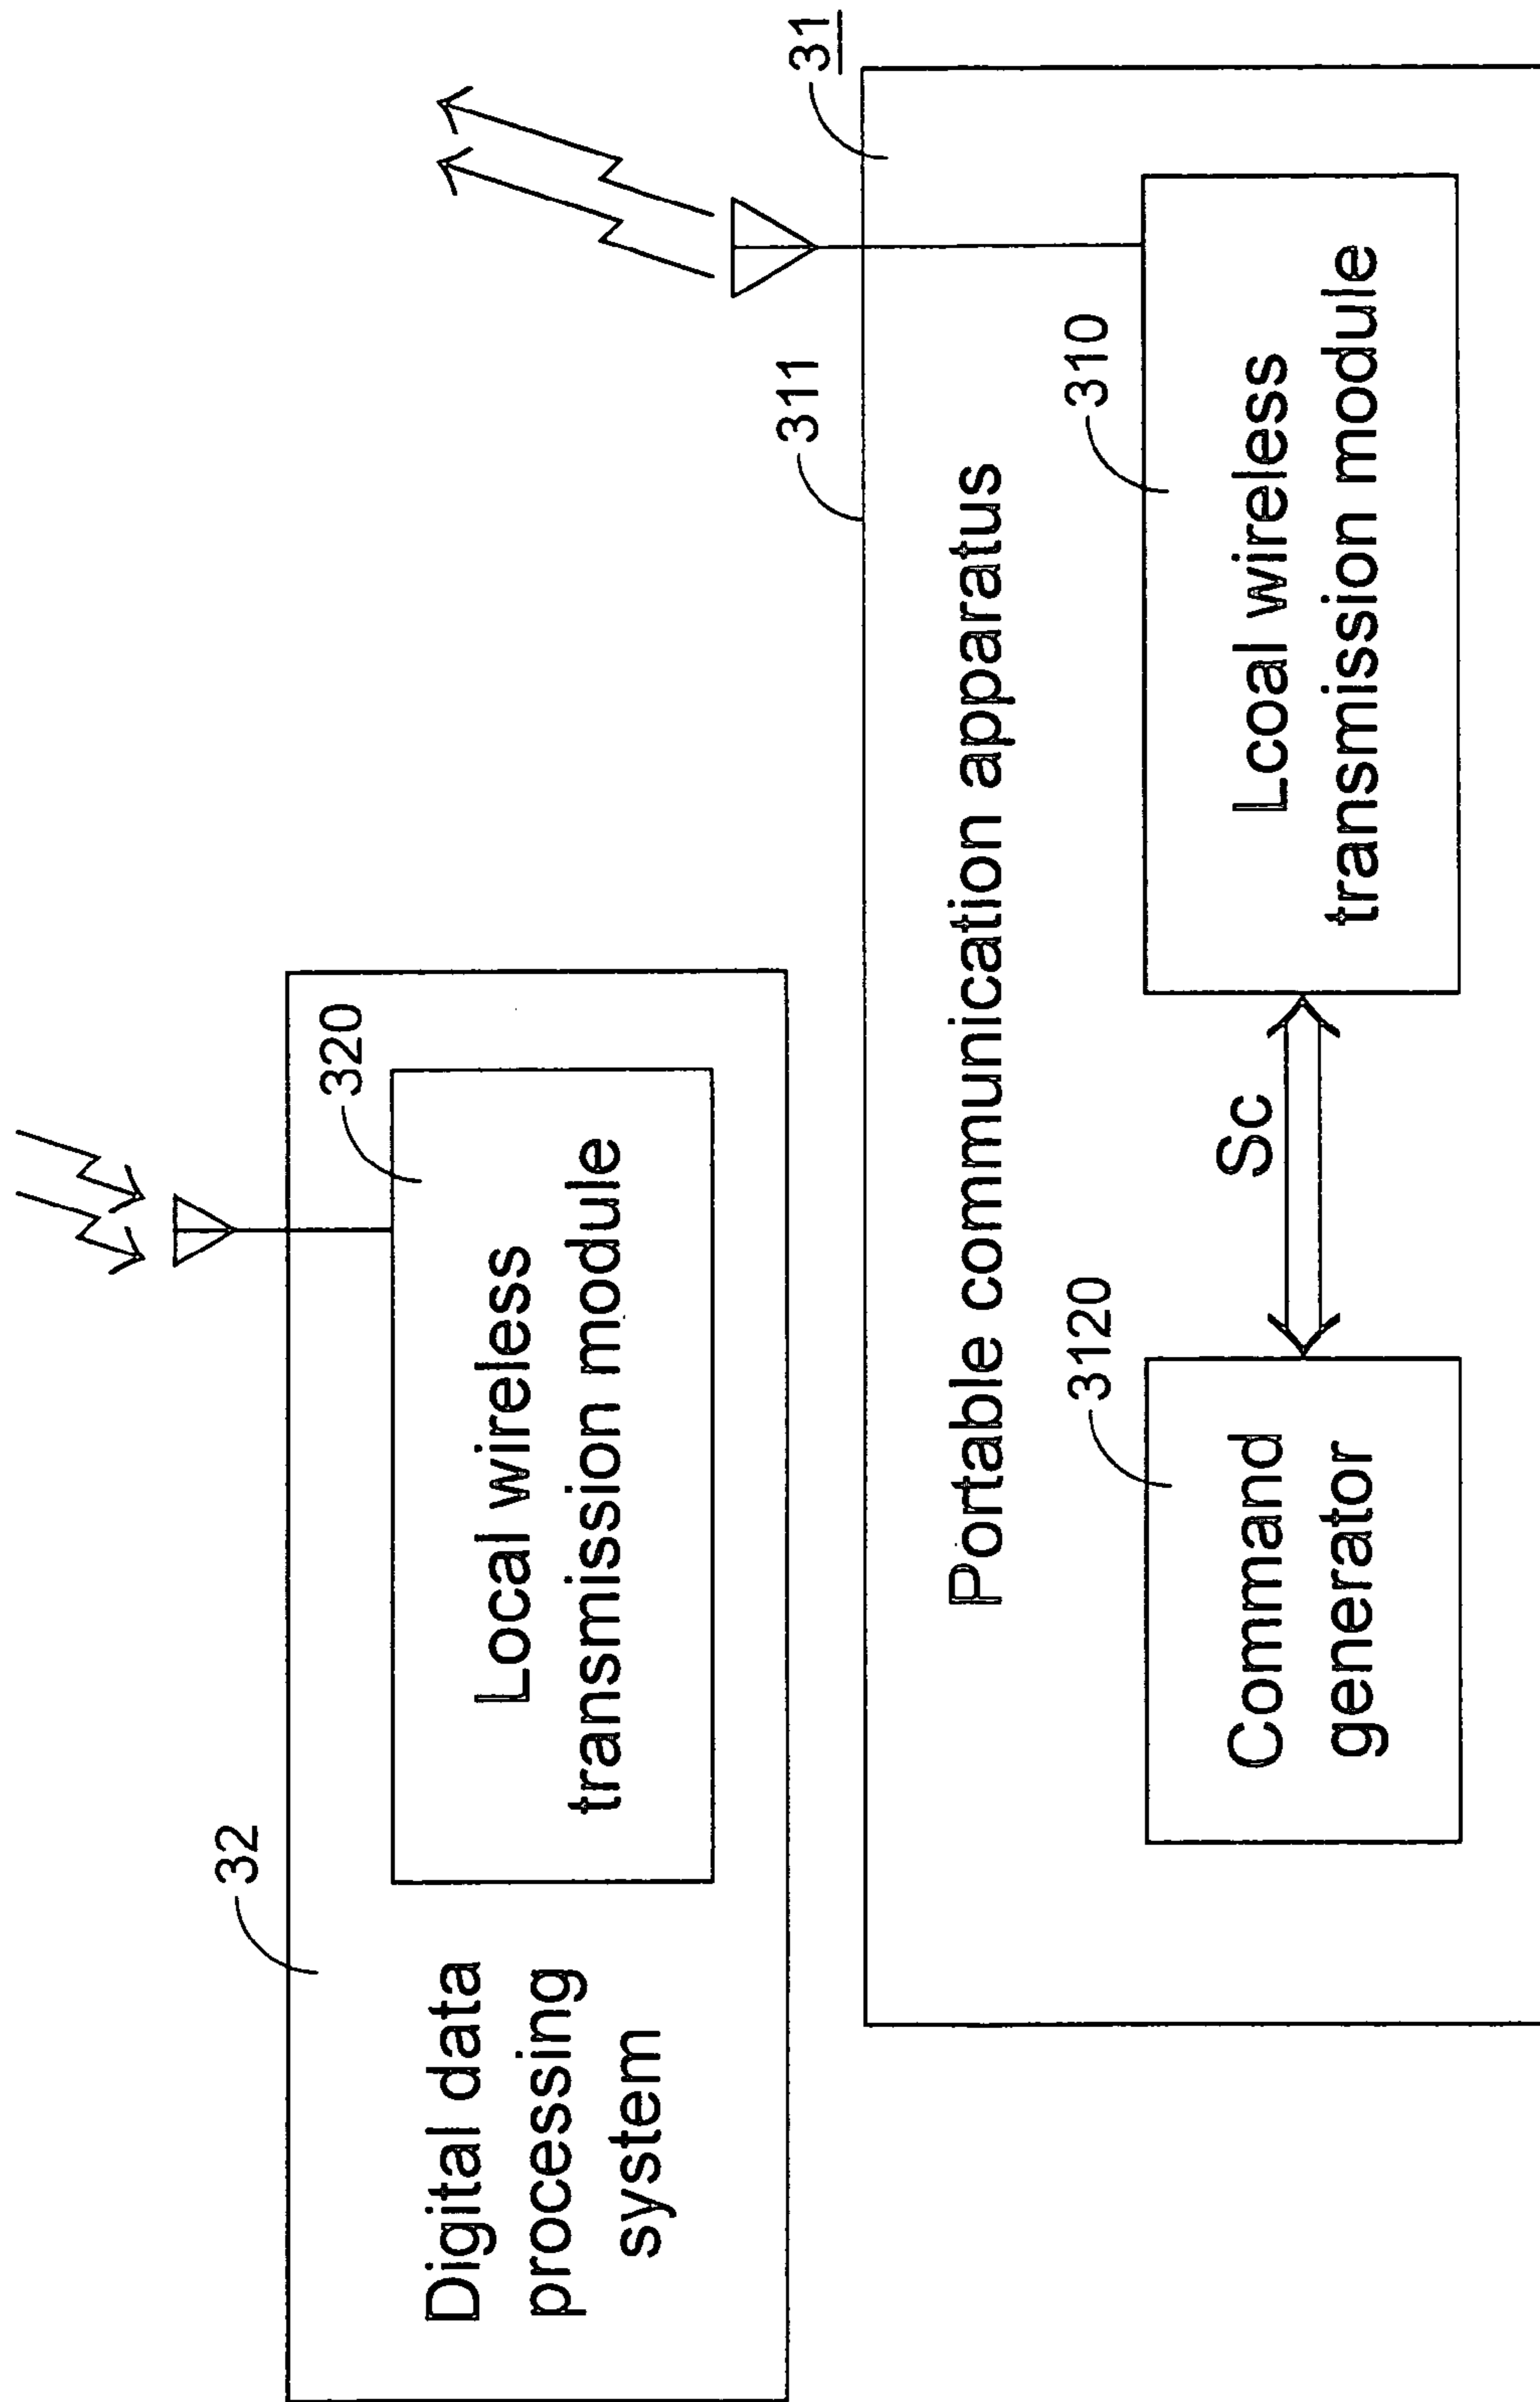 32
320
Digital data
processing
system
Local wireless
transmission module
311
31
Portable communication apparatus
3120
310
Command
generator
Sc
Lcoal wireless
transmission module